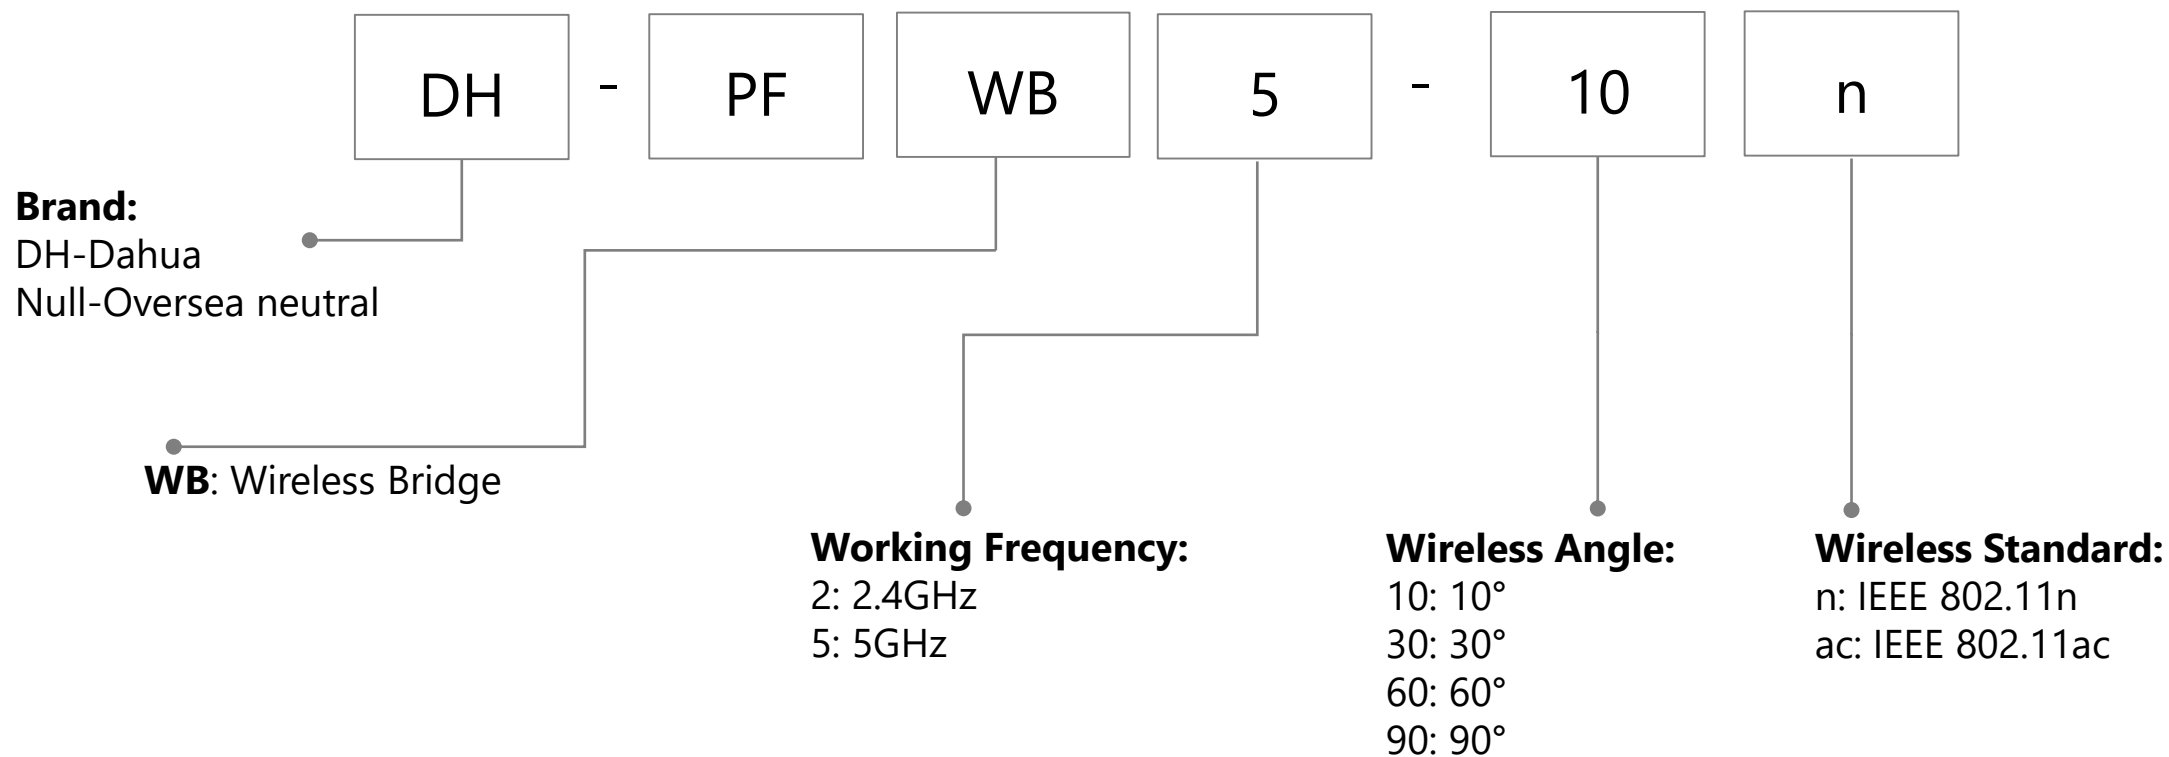 DH - PF WB 5 - 10 n
Brand:
DH-Dahua
Null-Oversea neutral
WB: Wireless Bridge
Working Frequency:
2: 2.4GHz
5: 5GHz
Wireless Angle:
10: 10°
30: 30°
60: 60°
90: 90°
Wireless Standard:
n: IEEE 802.11n
ac: IEEE 802.11ac